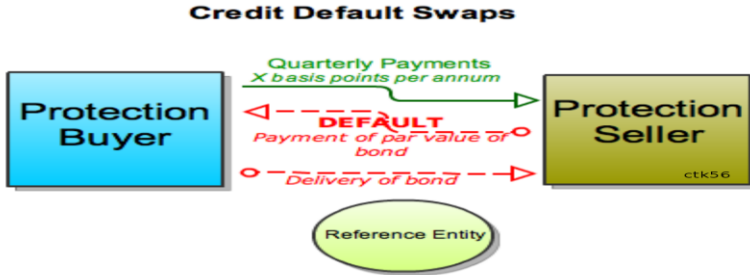 Credit Default Swaps
Quarterly Payments
X basis points per annum
Protection
Buyer
DEFAULT
Payment of par value of
bond
Delivery of bond
Protection
Seller
ctk56
Reference Entity